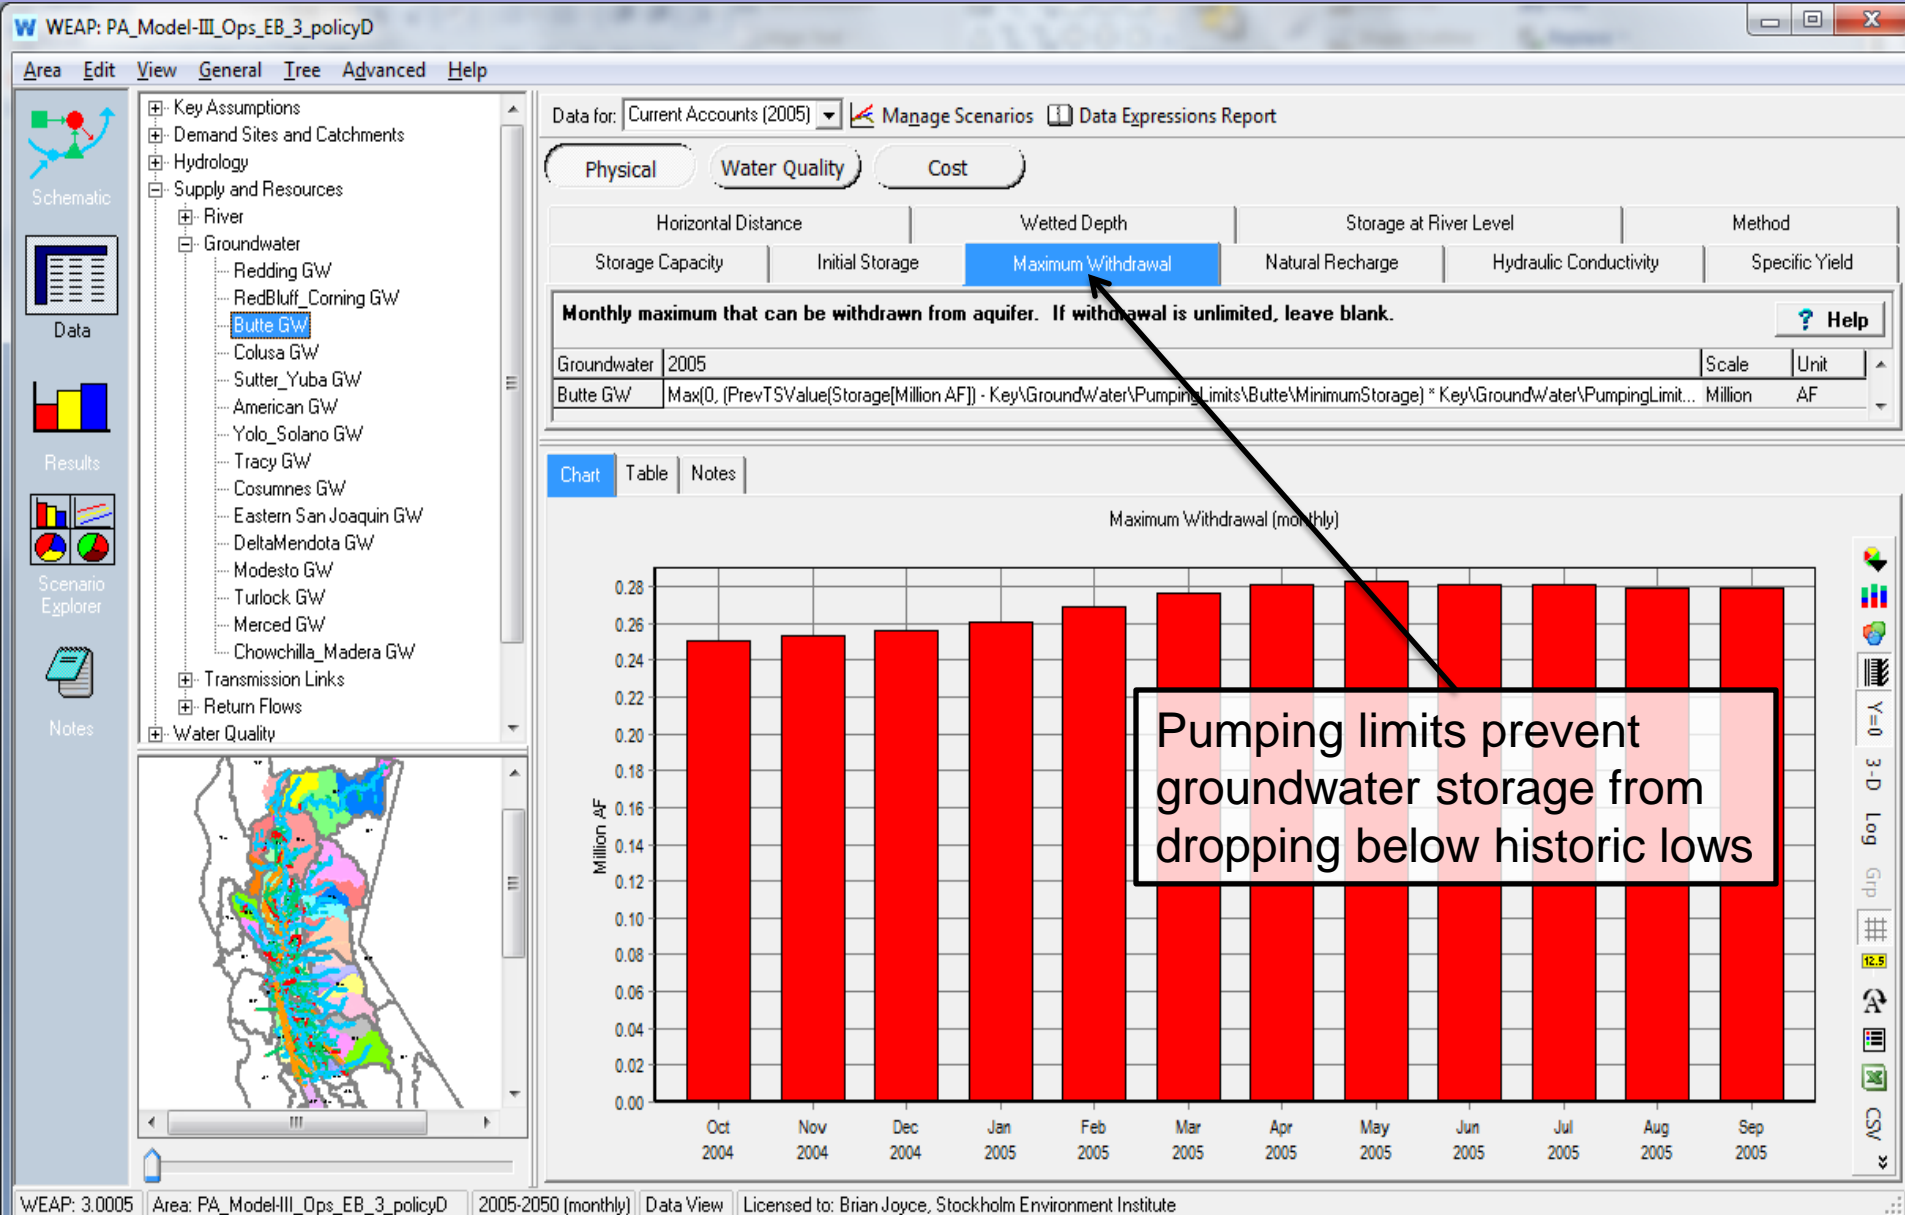 WEAP: PA_Model-III_Ops_EB_3_policyD
Area Edit View General Tree Advanced Help
Schematic
Data
Results
Scenario
Explorer
Notes
Key Assumptions
Demand Sites and Catchments
Hydrology
Supply and Resources
River
Groundwater
Redding GW
RedBluff_Corning GW
Butte GW
Colusa GW
Sutter_Yuba GW
American GW
Yolo_Solano GW
Tracy GW
Cosumnes GW
Eastern San Joaquin GW
DeltaMendota GW
Modesto GW
Turlock GW
Merced GW
Chowchilla_Madera GW
Transmission Links
Return Flows
Water Quality
Data for: Current Accounts (2005) Manage Scenarios Data Expressions Report
Physical Water Quality Cost
Horizontal Distance Wetted Depth Storage at River Level Method
Storage Capacity Initial Storage Maximum Withdrawal Natural Recharge Hydraulic Conductivity Specific Yield
Monthly maximum that can be withdrawn from aquifer. If withdrawal is unlimited, leave blank.
? Help
Groundwater 2005 Scale Unit
Butte GW Max(0, (PrevTSValue(Storage[Million AF]) - Key\GroundWater\PumpingLimits\Butte\MinimumStorage) * Key\GroundWater\PumpingLimit... Million AF
Chart Table Notes
Maximum Withdrawal (monthly)
Million AF
0.28
0.26
0.24
0.22
0.20
0.18
0.16
0.14
0.12
0.10
0.08
0.06
0.04
0.02
0.00
Oct Nov Dec Jan Feb Mar Apr May Jun Jul Aug Sep
2004 2004 2004 2005 2005 2005 2005 2005 2005 2005 2005 2005
Pumping limits prevent
groundwater storage from
dropping below historic lows
Y=0
3-D
Log
Grp
12.5
A
CSV
WEAP: 3.0005 Area: PA_Model-III_Ops_EB_3_policyD 2005-2050 (monthly) Data View Licensed to: Brian Joyce, Stockholm Environment Institute